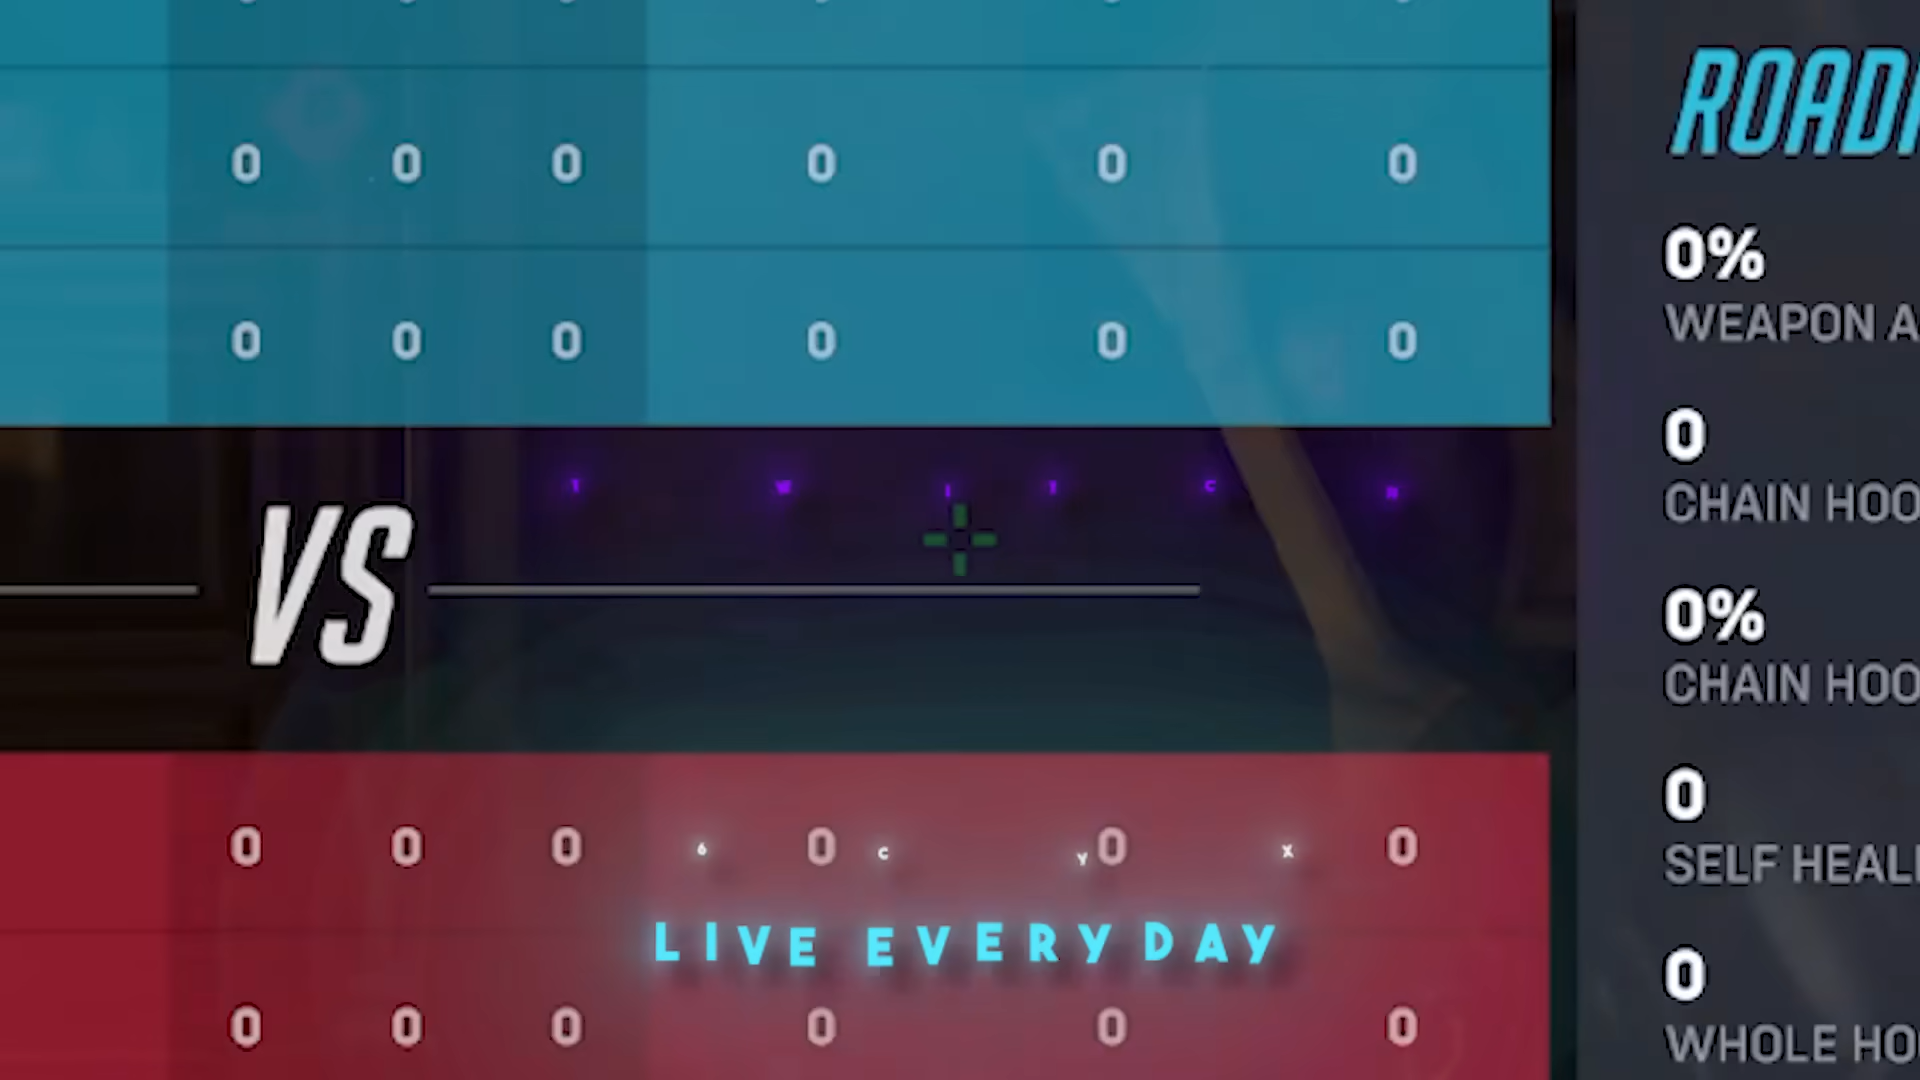 0 0 0 0 0 0
0 0 0 0 0 0
VS
0 0 0 0 0 0
LIVE EVERYDAY
0 0 0 0 0 0
ROAD
0%
WEAPON A
0
CHAIN HOO
0%
CHAIN HOO
0
SELF HEAL
0
WHOLE HO